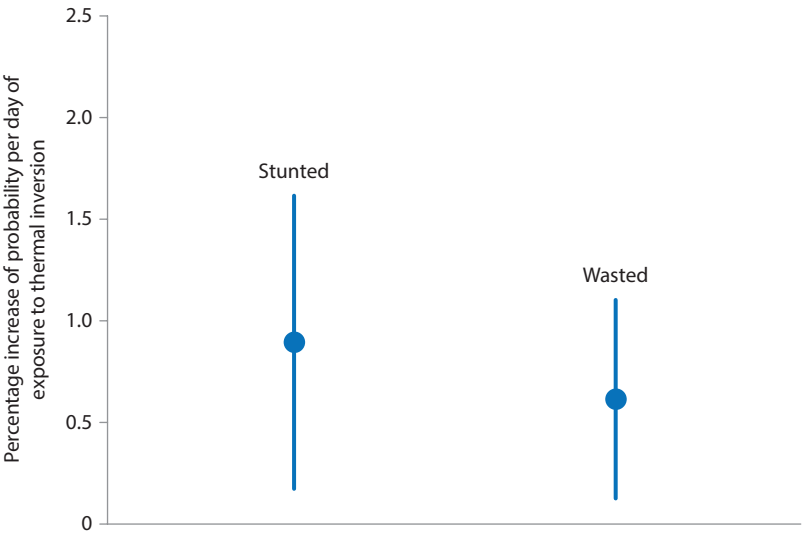 Percentage increase of probability per day of
exposure to thermal inversion
2.5
2.0
1.5
1.0
0.5
0
Stunted
Wasted